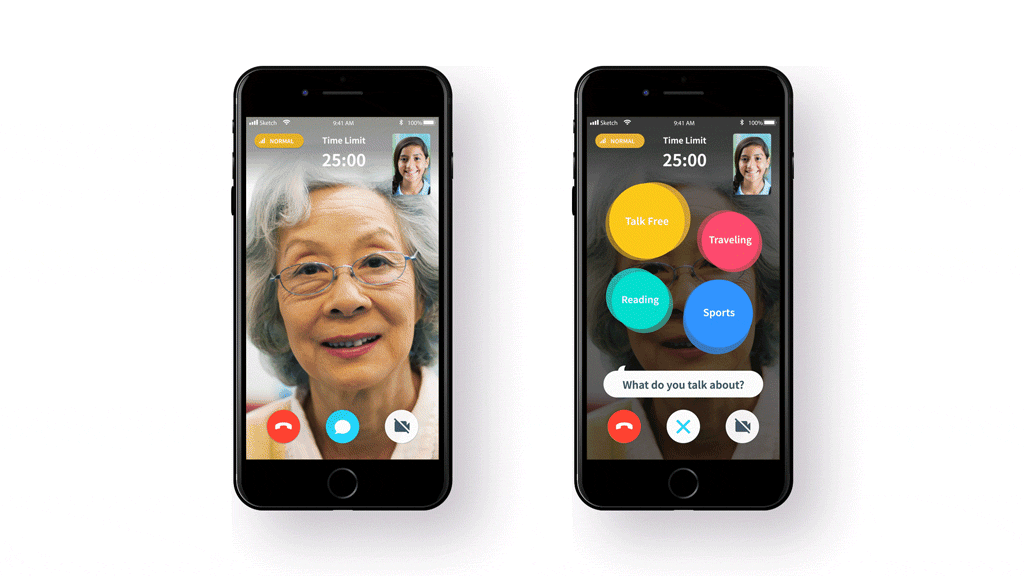 Sketch 9:41 AM 100%
NORMAL
Time Limit
25:00
Sketch 9:41 AM 100%
NORMAL
Time Limit
25:00
Talk Free
Traveling
Reading
Sports
What do you talk about?